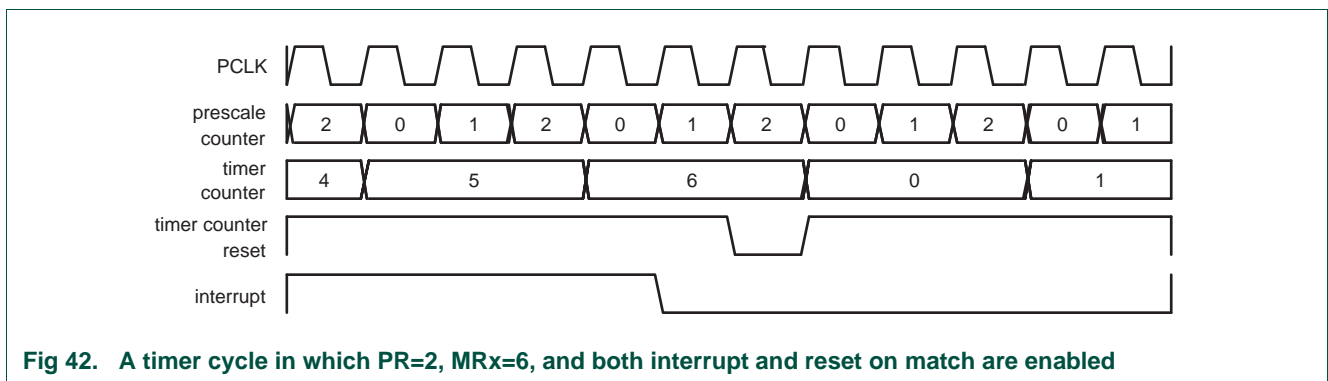 PCLK
prescale
counter
2 0 1 2 0 1 2 0 1 2 0 1
timer
counter
4 5 6 0 1
timer counter
reset
interrupt
Fig 42. A timer cycle in which PR=2, MRx=6, and both interrupt and reset on match are enabled